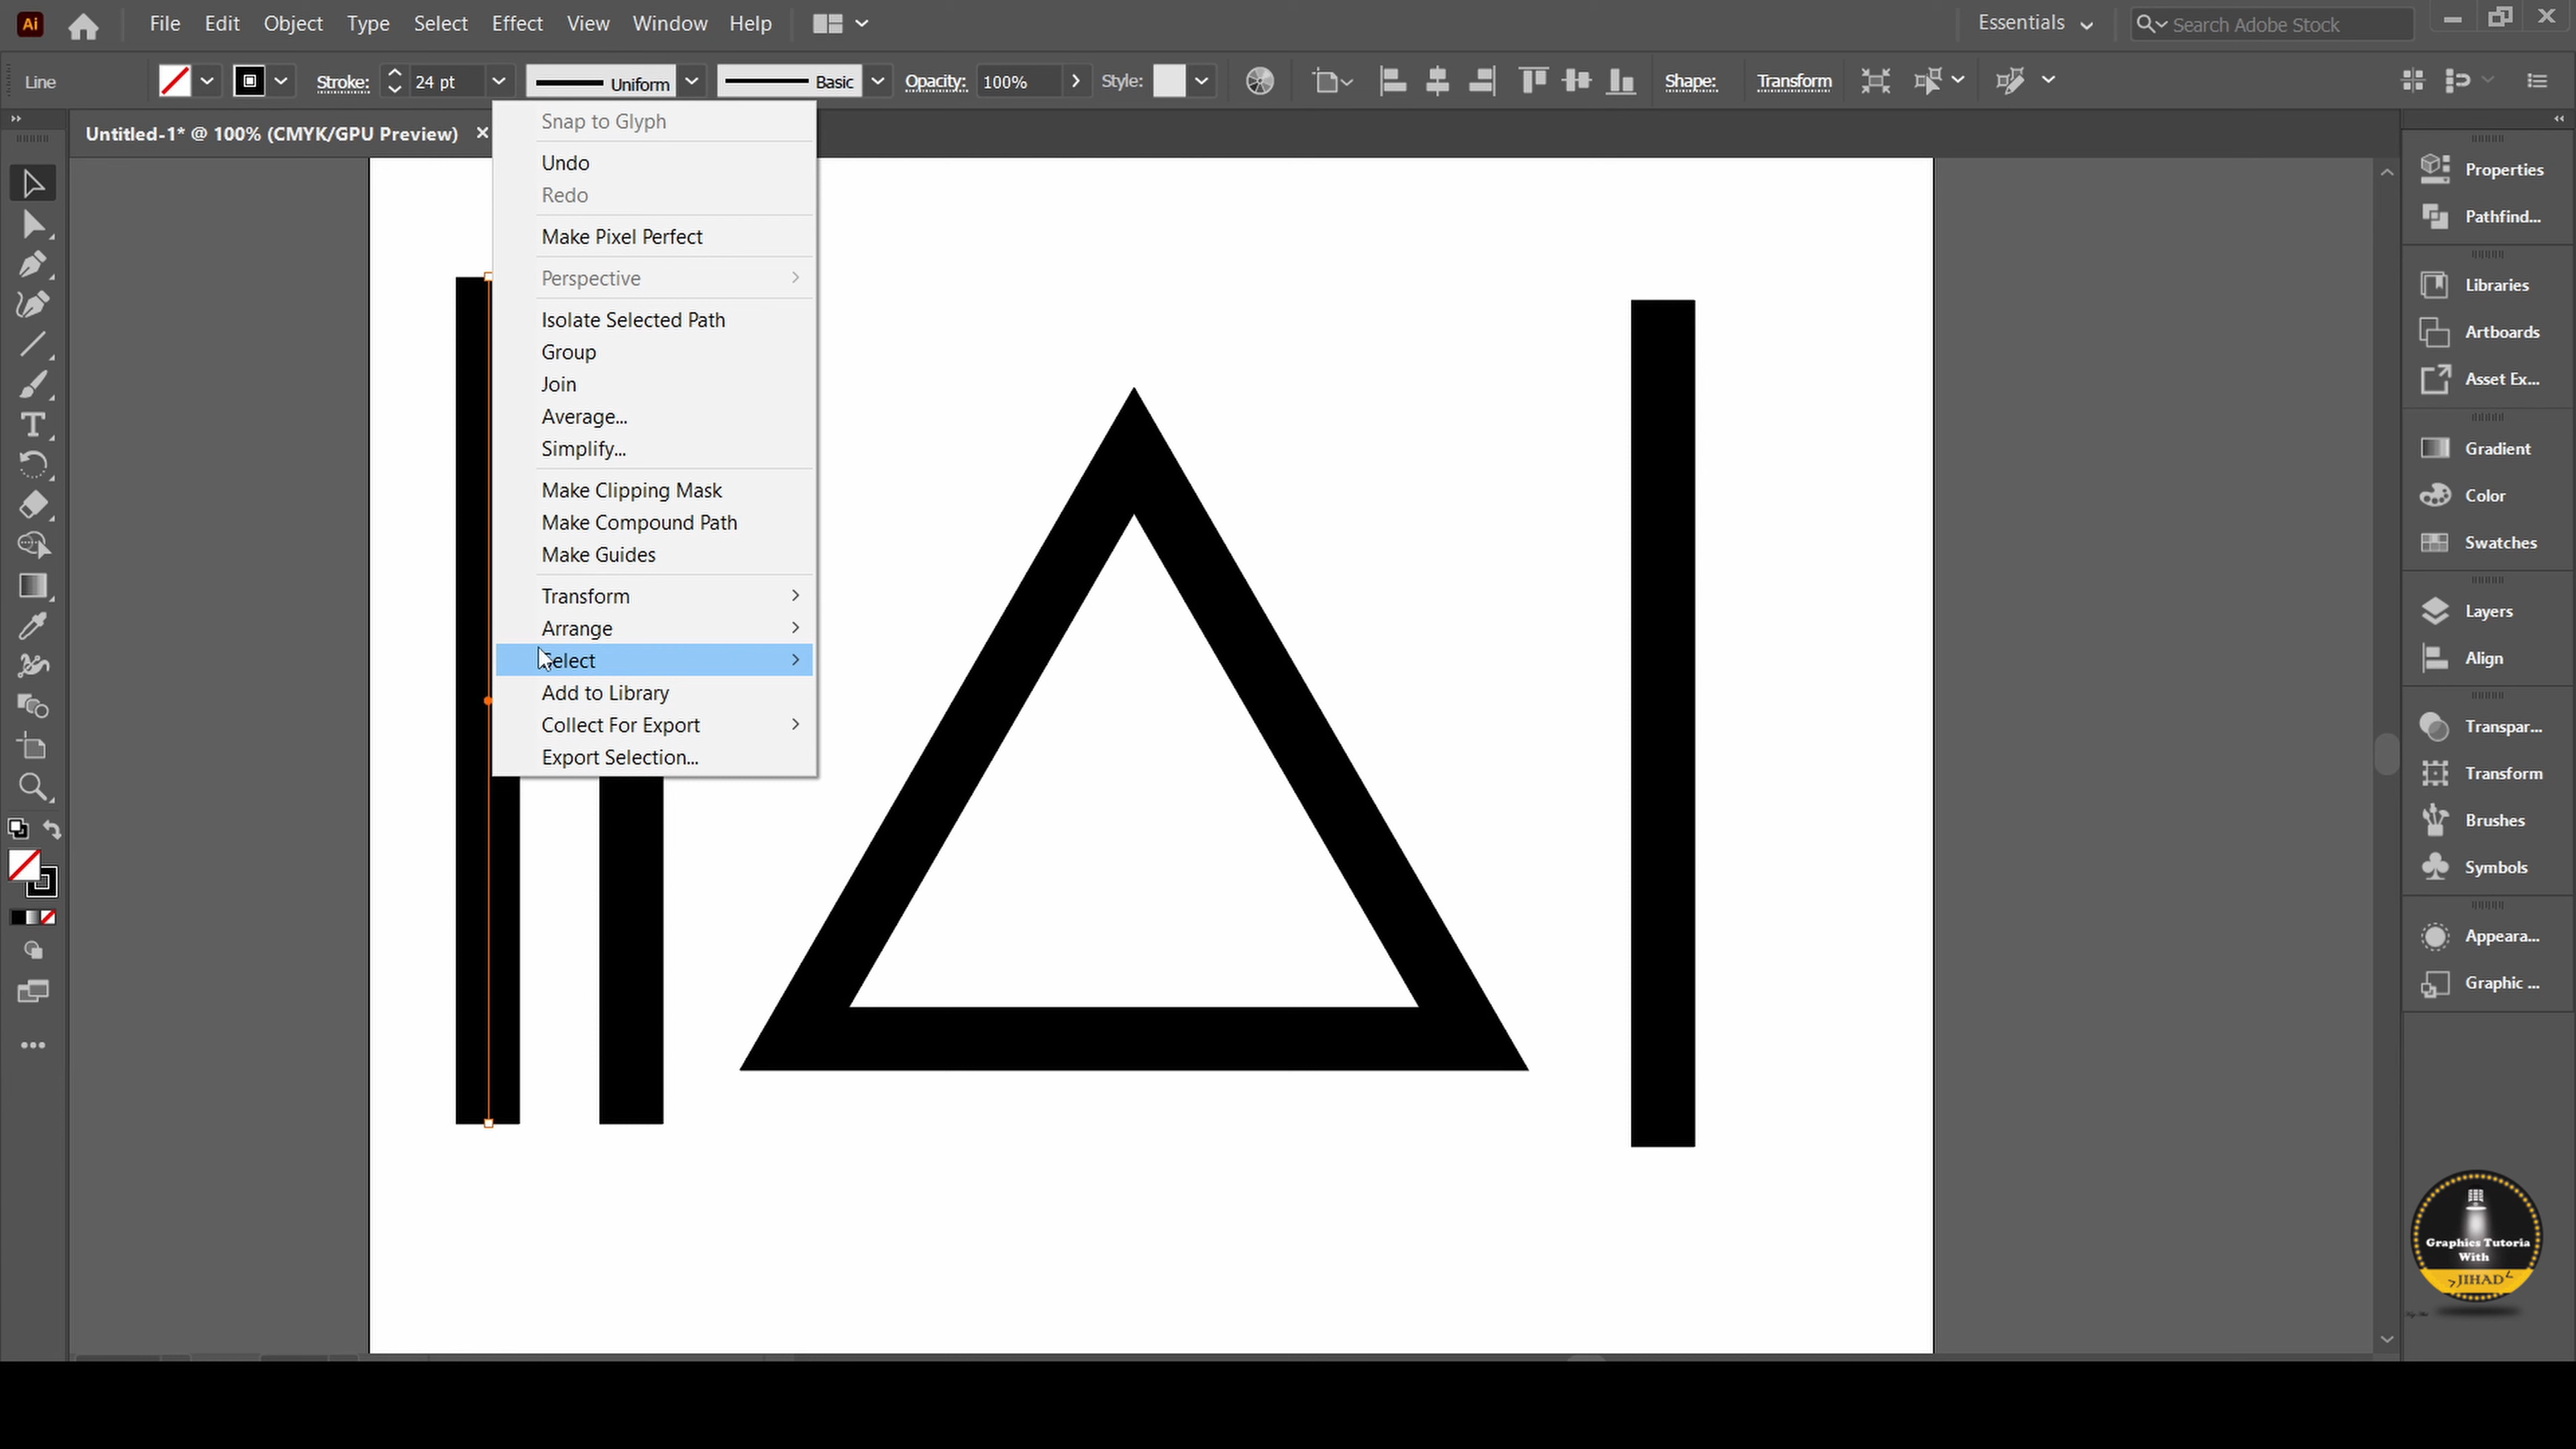 Ai File Edit Object Type Select Effect View Window Help Essentials Search Adobe Stock
Line Stroke: 24 pt Uniform Basic Opacity: 100% Style: Shape: Transform
Untitled-1* @ 100% (CMYK/GPU Preview)
Snap to Glyph
Undo
Redo
Make Pixel Perfect
Perspective
Isolate Selected Path
Group
Join
Average...
Simplify...
Make Clipping Mask
Make Compound Path
Make Guides
Transform
Arrange
Select
Add to Library
Collect For Export
Export Selection...
Properties
Pathfind...
Libraries
Artboards
Asset Ex...
Gradient
Color
Swatches
Layers
Align
Transpar...
Transform
Brushes
Symbols
Appeara...
Graphic ...
Graphics Tutoria
With
JIHAD